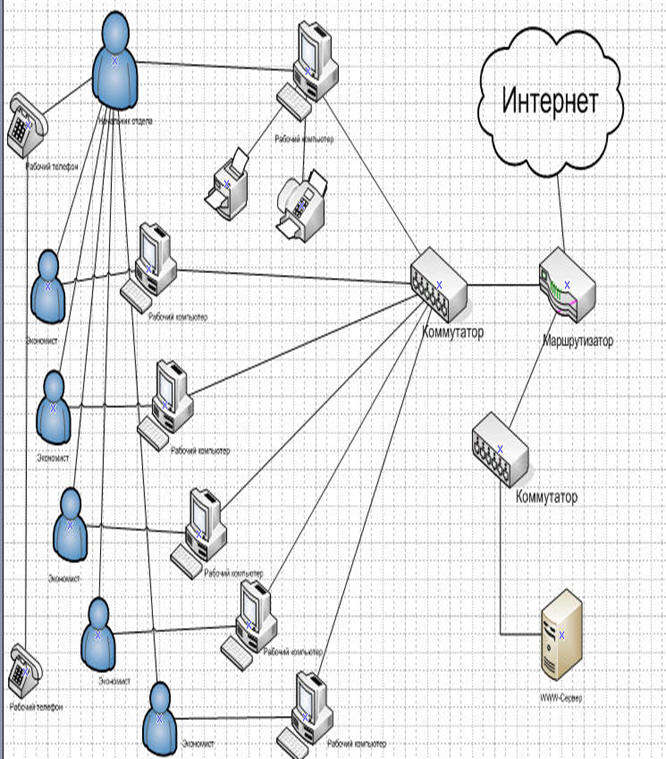 Интернет
Начальник отдела
Рабочий компьютер
Рабочий телефон
Рабочий компьютер
Коммутатор
Маршрутизатор
Экономист
Рабочий компьютер
Экономист
Коммутатор
Рабочий компьютер
Экономист
Рабочий компьютер
Экономист
WWW-Сервер
Рабочий телефон
Экономист
Рабочий компьютер